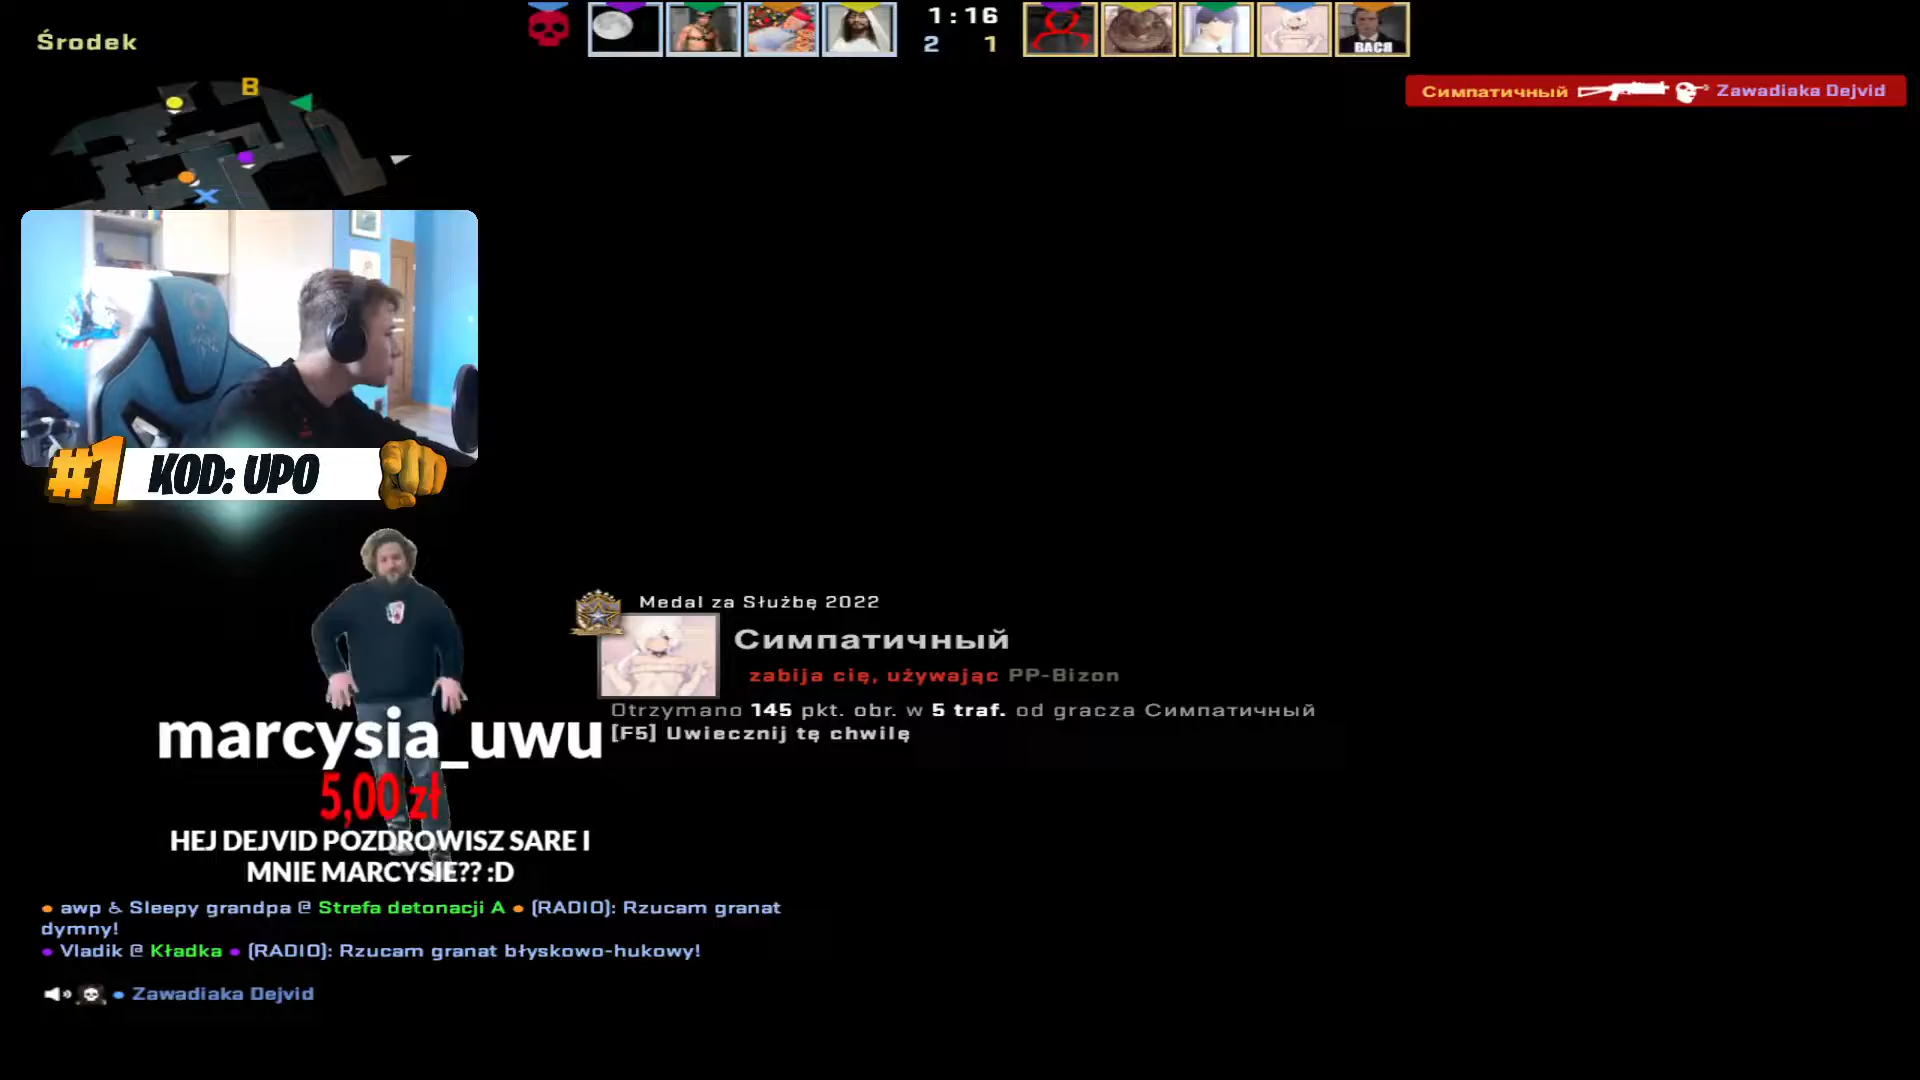 Środek
1:16
2 1
ВАСЯ
B
Симпатичный Zawadiaka Dejvid
#1 KOD: UPO
Medal za Służbę 2022
Симпатичный
zabija cię, używając PP-Bizon
Otrzymano 145 pkt. obr. w 5 traf. od gracza Симпатичный
[F5] Uwiecznij tę chwilę
marcysia_uwu
5,00 zł
HEJ DEJVID POZDROWISZ SARE I
MNIE MARCYSIE?? :D
• awp ♿ Sleepy grandpa @ Strefa detonacji A • (RADIO): Rzucam granat
dymny!
• Vladik @ Kładka • (RADIO): Rzucam granat błyskowo-hukowy!
• Zawadiaka Dejvid